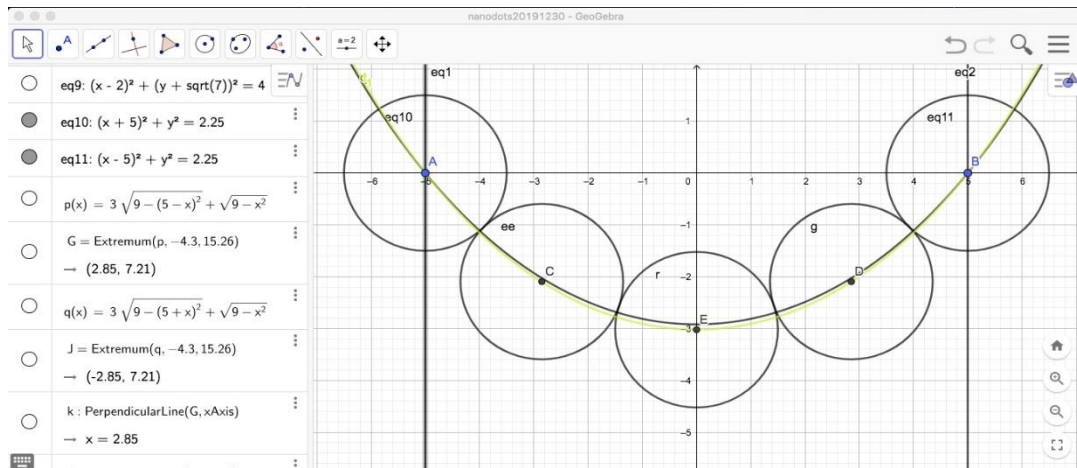 nanodots20191230 - GeoGebra
A
a=2
eq9: (x - 2)² + (y + sqrt(7))² = 4
eq10: (x + 5)² + y² = 2.25
eq11: (x - 5)² + y² = 2.25
p(x) = 3 √(9 − (5 − x)²) + √(9 − x²)
G = Extremum(p, −4.3, 15.26)
→ (2.85, 7.21)
q(x) = 3 √(9 − (5 + x)²) + √(9 − x²)
J = Extremum(q, −4.3, 15.26)
→ (-2.85, 7.21)
k : PerpendicularLine(G, xAxis)
→ x = 2.85
eq1
eq2
eq10
eq11
1
A
B
−6 −5 −4 −3 −2 −1 0 1 2 3 4 5 6
−1
ee
g
−2
r
C
D
−3
E
−4
−5